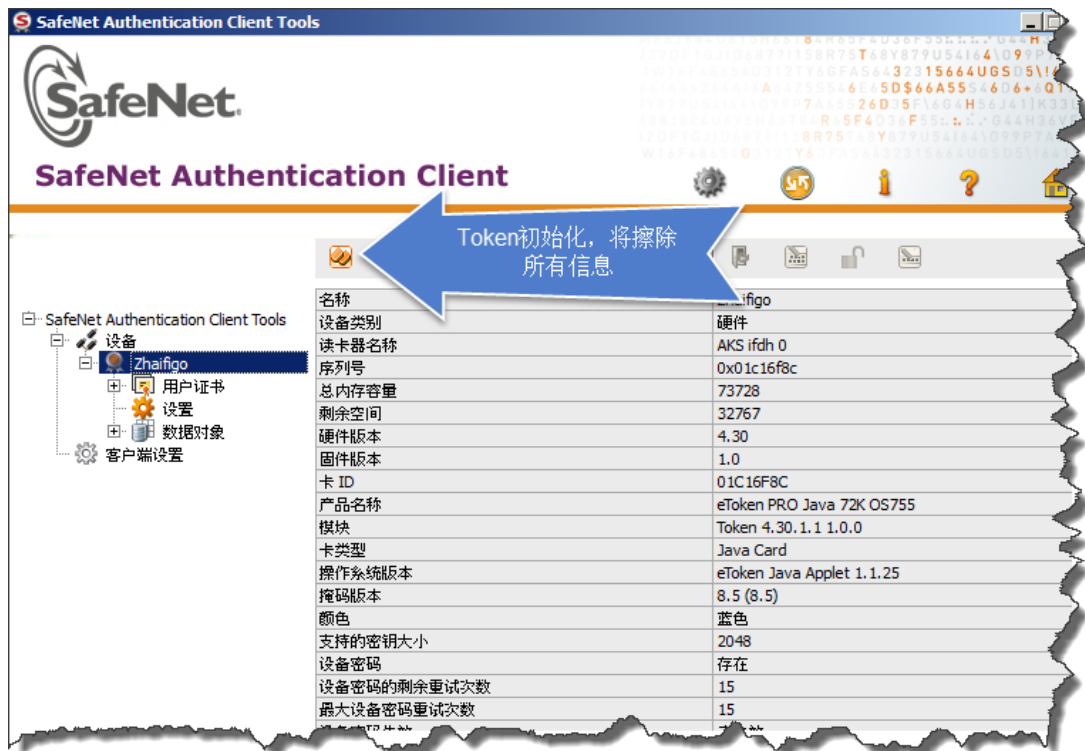 SafeNet Authentication Client Tools
SafeNet.
SafeNet Authentication Client
Token初始化，将擦除
所有信息
SafeNet Authentication Client Tools
设备
Zhaifigo
用户证书
设置
数据对象
客户端设置
名称 Zhaifigo
设备类别 硬件
读卡器名称 AKS ifdh 0
序列号 0x01c16f8c
总内存容量 73728
剩余空间 32767
硬件版本 4.30
固件版本 1.0
卡 ID 01C16F8C
产品名称 eToken PRO Java 72K OS755
模块 Token 4.30.1.1 1.0.0
卡类型 Java Card
操作系统版本 eToken Java Applet 1.1.25
掩码版本 8.5 (8.5)
颜色 蓝色
支持的密钥大小 2048
设备密码 存在
设备密码的剩余重试次数 15
最大设备密码重试次数 15